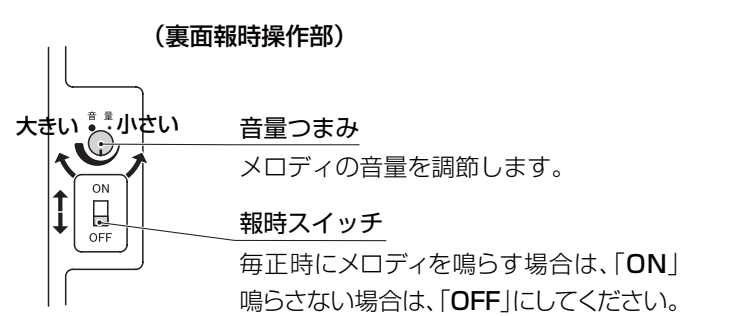 (裏面報時操作部)
音量
大きい
小さい
音量つまみ
メロディの音量を調節します。
ON
OFF
報時スイッチ
毎正時にメロディを鳴らす場合は、「ON」
鳴らさない場合は、「OFF」にしてください。